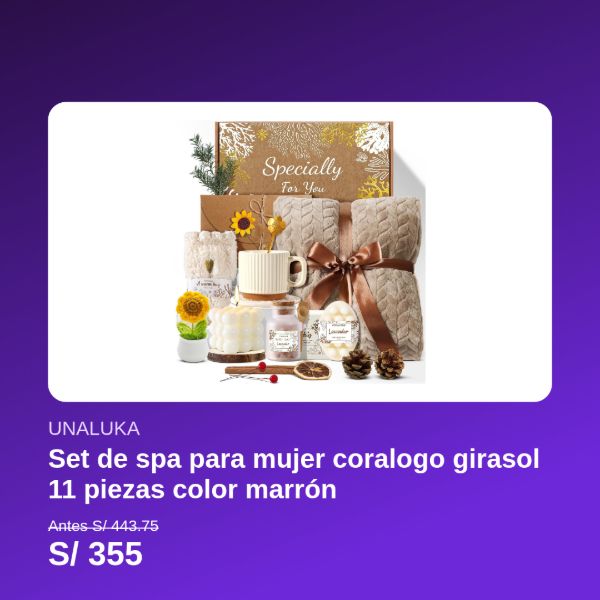 Specially
For You
Lavender
Lavender
UNALUKA
Set de spa para mujer coralogo girasol
11 piezas color marrón
Antes S/ 443.75
S/ 355